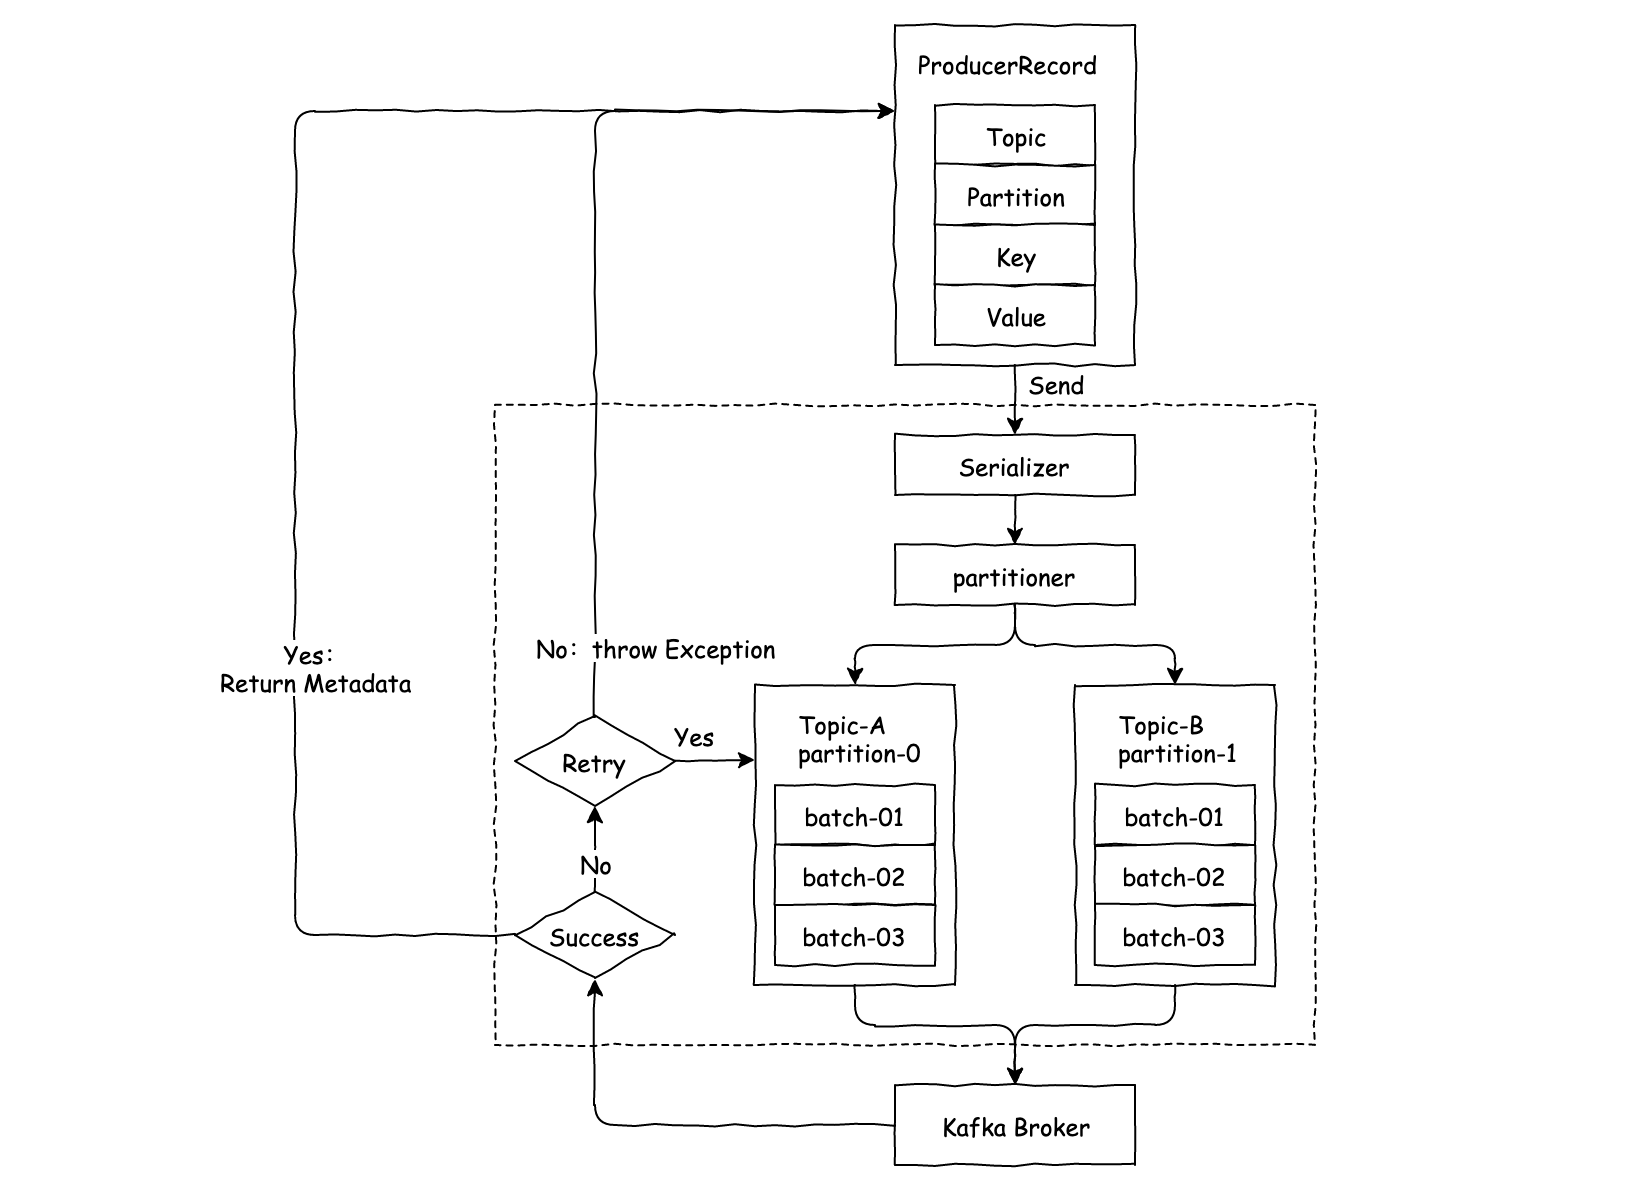 ProducerRecord
Topic
Partition
Key
Value
Send
Serializer
partitioner
No： throw Exception
Yes：
Return Metadata
Retry
Yes
Topic-A
partition-0
batch-01
batch-02
batch-03
Topic-B
partition-1
batch-01
batch-02
batch-03
No
Success
Kafka Broker